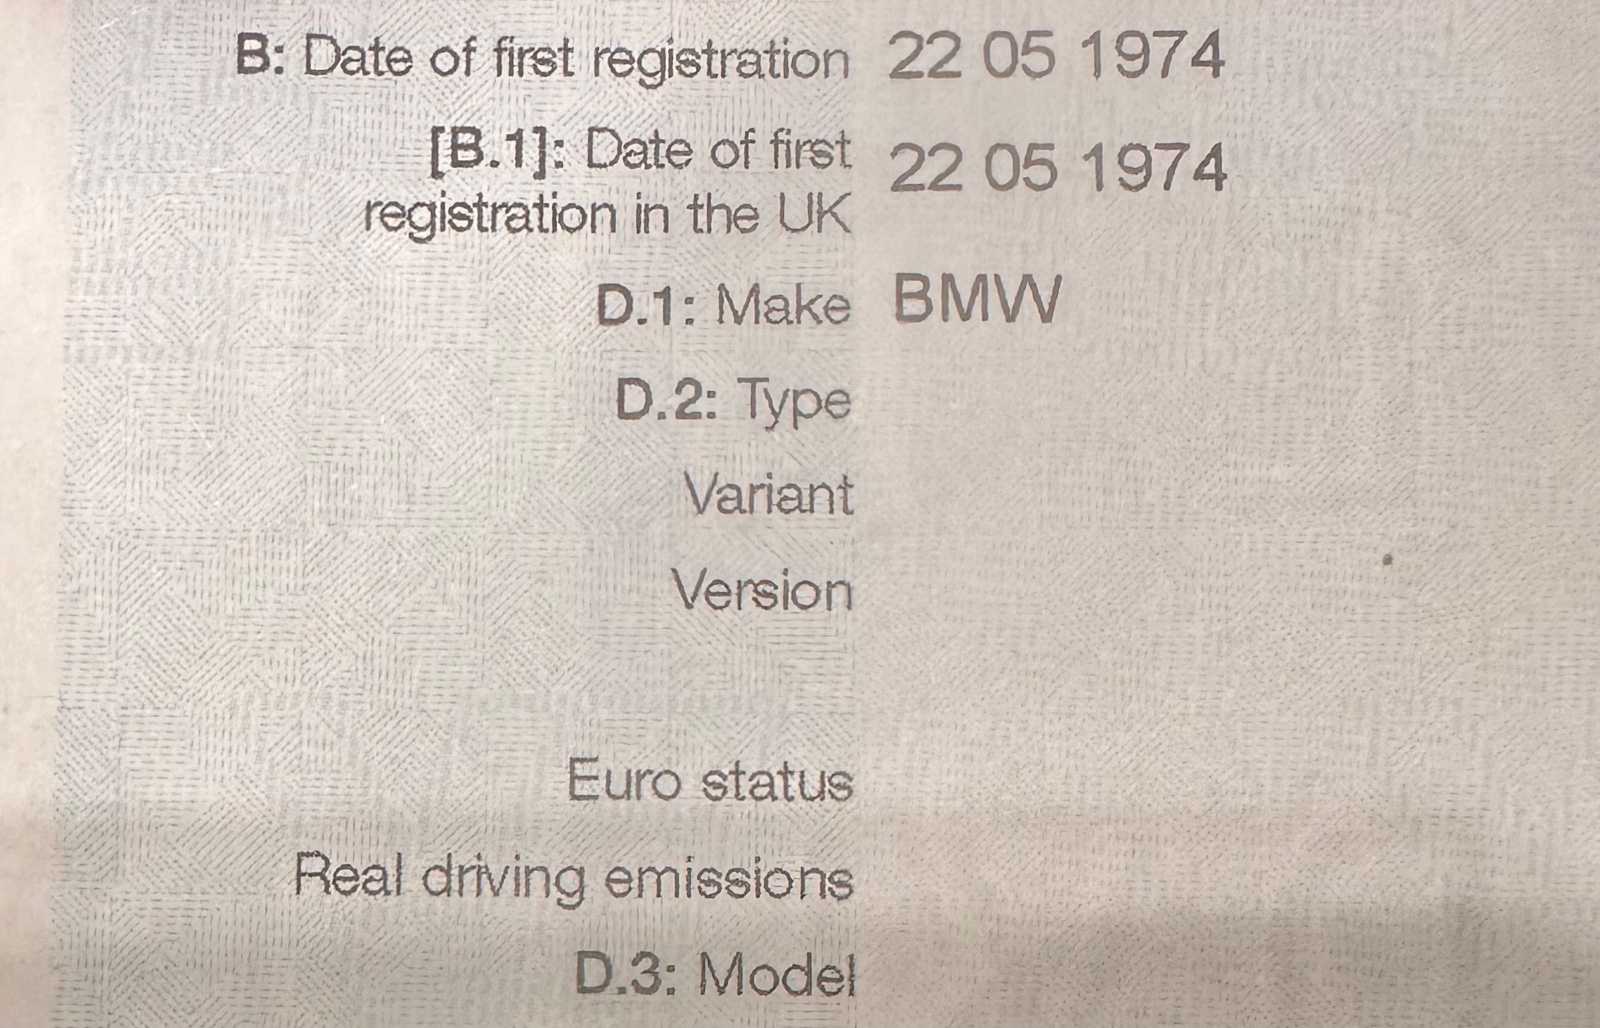 B: Date of first registration 22 05 1974
[B.1]: Date of first 22 05 1974
registration in the UK
D.1: Make BMW
D.2: Type
Variant
Version
Euro status
Real driving emissions
D.3: Model